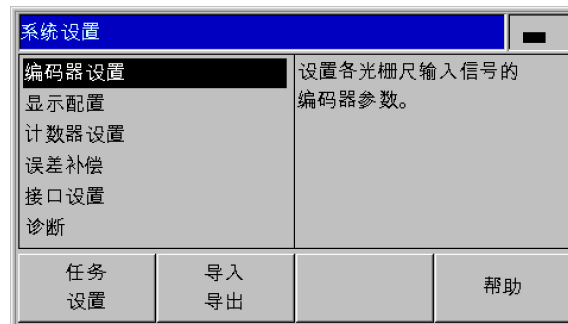 系统设置
编码器设置
显示配置
计数器设置
误差补偿
接口设置
诊断
设置各光栅尺输入信号的
编码器参数。
任务
设置
导入
导出
帮助